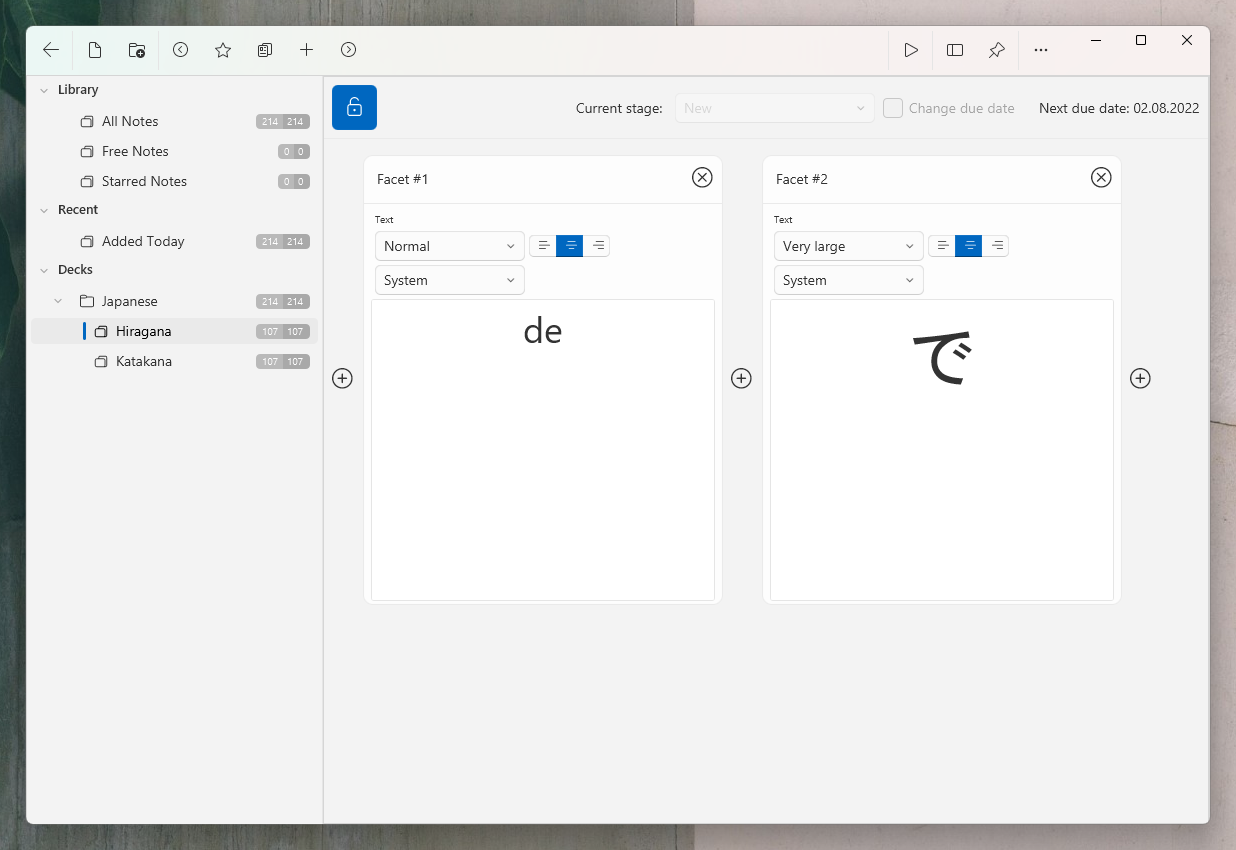 Library
All Notes 214 214
Free Notes 0 0
Starred Notes 0 0
Recent
Added Today 214 214
Decks
Japanese 214 214
Hiragana 107 107
Katakana 107 107
Current stage: New Change due date Next due date: 02.08.2022
Facet #1
Text
Normal
System
de
Facet #2
Text
Very large
System
で